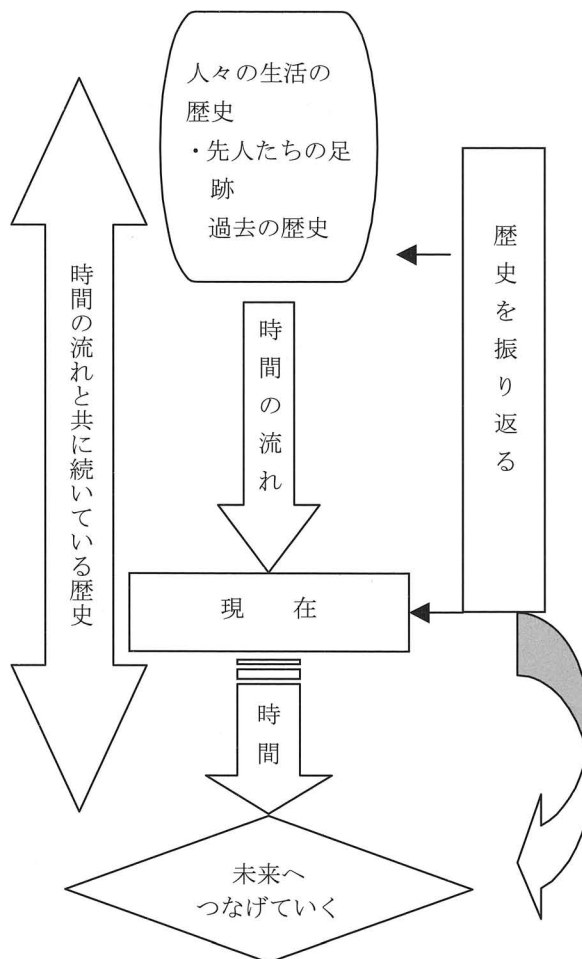 人々の生活の
歴史
・先人たちの足
跡
過去の歴史
歴史を振り返る
時間の流れと共に続いている歴史
時間の流れ
現　在
時間
未来へ
つなげていく